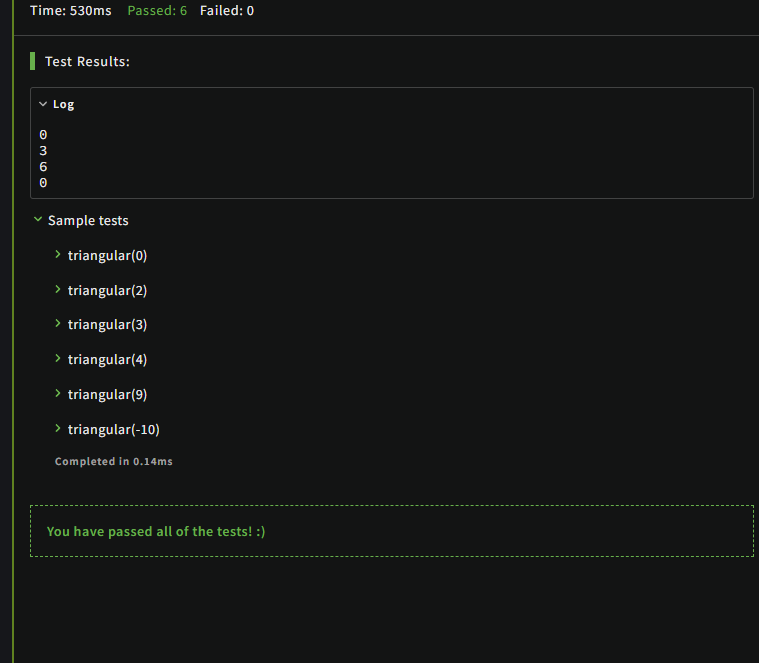 Time: 530ms Passed: 6 Failed: 0
Test Results:
Log
0
3
6
0
Sample tests
triangular(0)
triangular(2)
triangular(3)
triangular(4)
triangular(9)
triangular(-10)
Completed in 0.14ms
You have passed all of the tests! :)